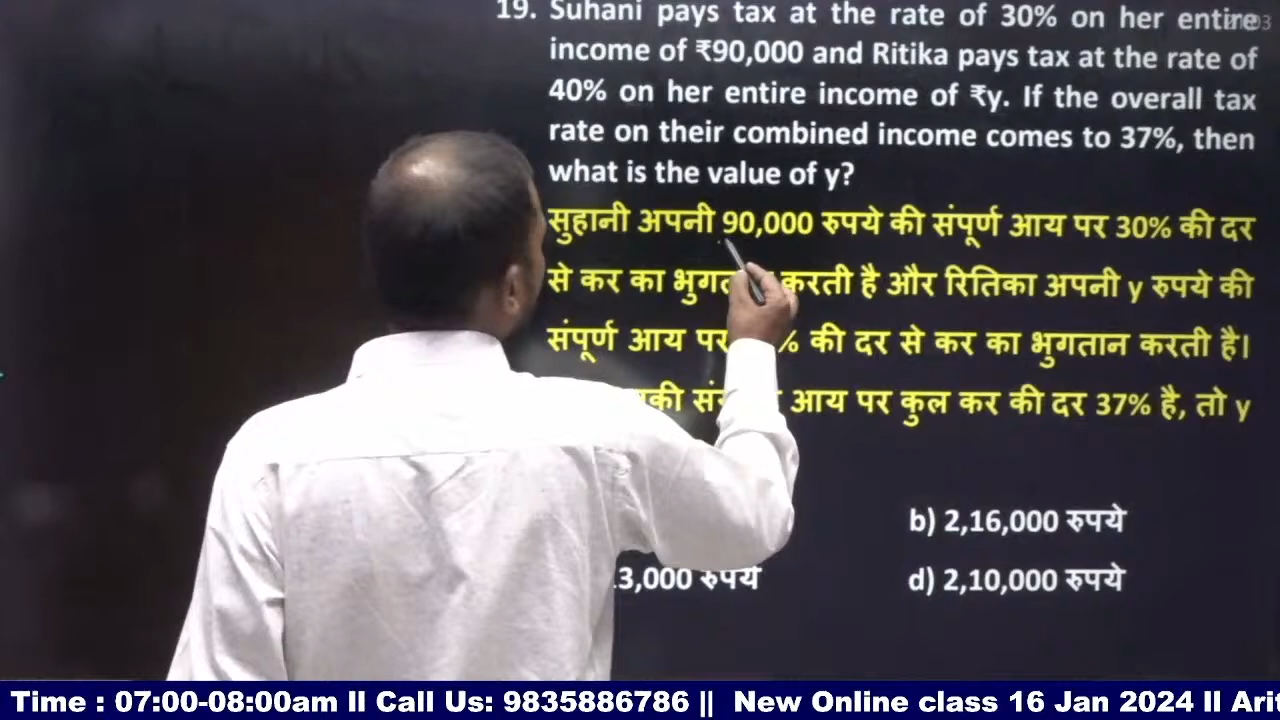 19. Suhani pays tax at the rate of 30% on her entire
income of ₹90,000 and Ritika pays tax at the rate of
40% on her entire income of ₹y. If the overall tax
rate on their combined income comes to 37%, then
what is the value of y?
सुहानी अपनी 90,000 रुपये की संपूर्ण आय पर 30% की दर
से कर का करती है और रितिका अपनी y रुपये की
संपूर्ण आय पर % की दर से कर का भुगतान करती है।
आय पर कुल कर की दर 37% है, तो y
b) 2,16,000 रुपये
3,000 रुपये d) 2,10,000 रुपये
Time : 07:00-08:00am II Call Us: 9835886786 || New Online class 16 Jan 2024 II